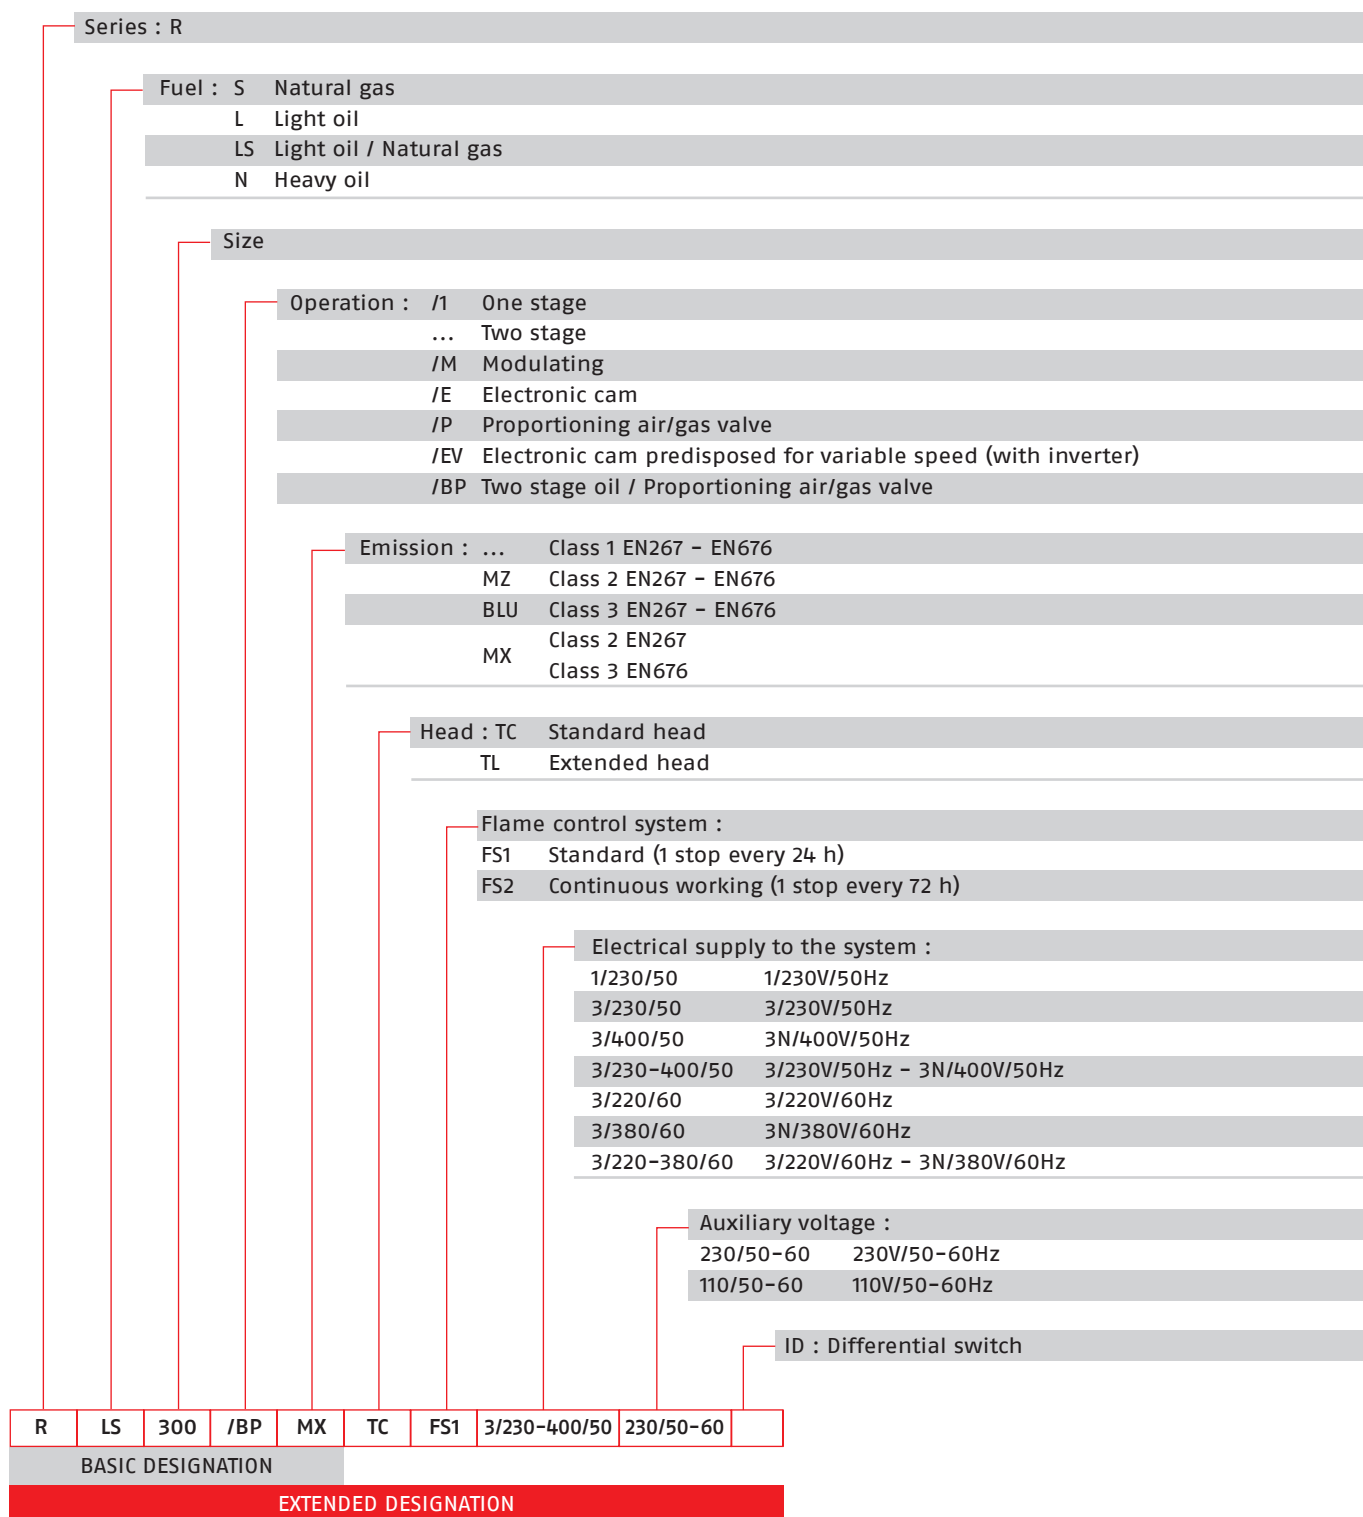 Series : R
Fuel : S Natural gas
L Light oil
LS Light oil / Natural gas
N Heavy oil
Size
Operation : /1 One stage
... Two stage
/M Modulating
/E Electronic cam
/P Proportioning air/gas valve
/EV Electronic cam predisposed for variable speed (with inverter)
/BP Two stage oil / Proportioning air/gas valve
Emission : ... Class 1 EN267 - EN676
MZ Class 2 EN267 - EN676
BLU Class 3 EN267 - EN676
MX Class 2 EN267
Class 3 EN676
Head : TC Standard head
TL Extended head
Flame control system :
FS1 Standard (1 stop every 24 h)
FS2 Continuous working (1 stop every 72 h)
Electrical supply to the system :
1/230/50 1/230V/50Hz
3/230/50 3/230V/50Hz
3/400/50 3N/400V/50Hz
3/230-400/50 3/230V/50Hz - 3N/400V/50Hz
3/220/60 3/220V/60Hz
3/380/60 3N/380V/60Hz
3/220-380/60 3/220V/60Hz - 3N/380V/60Hz
Auxiliary voltage :
230/50-60 230V/50-60Hz
110/50-60 110V/50-60Hz
ID : Differential switch
R LS 300 /BP MX TC FS1 3/230-400/50 230/50-60
BASIC DESIGNATION
EXTENDED DESIGNATION